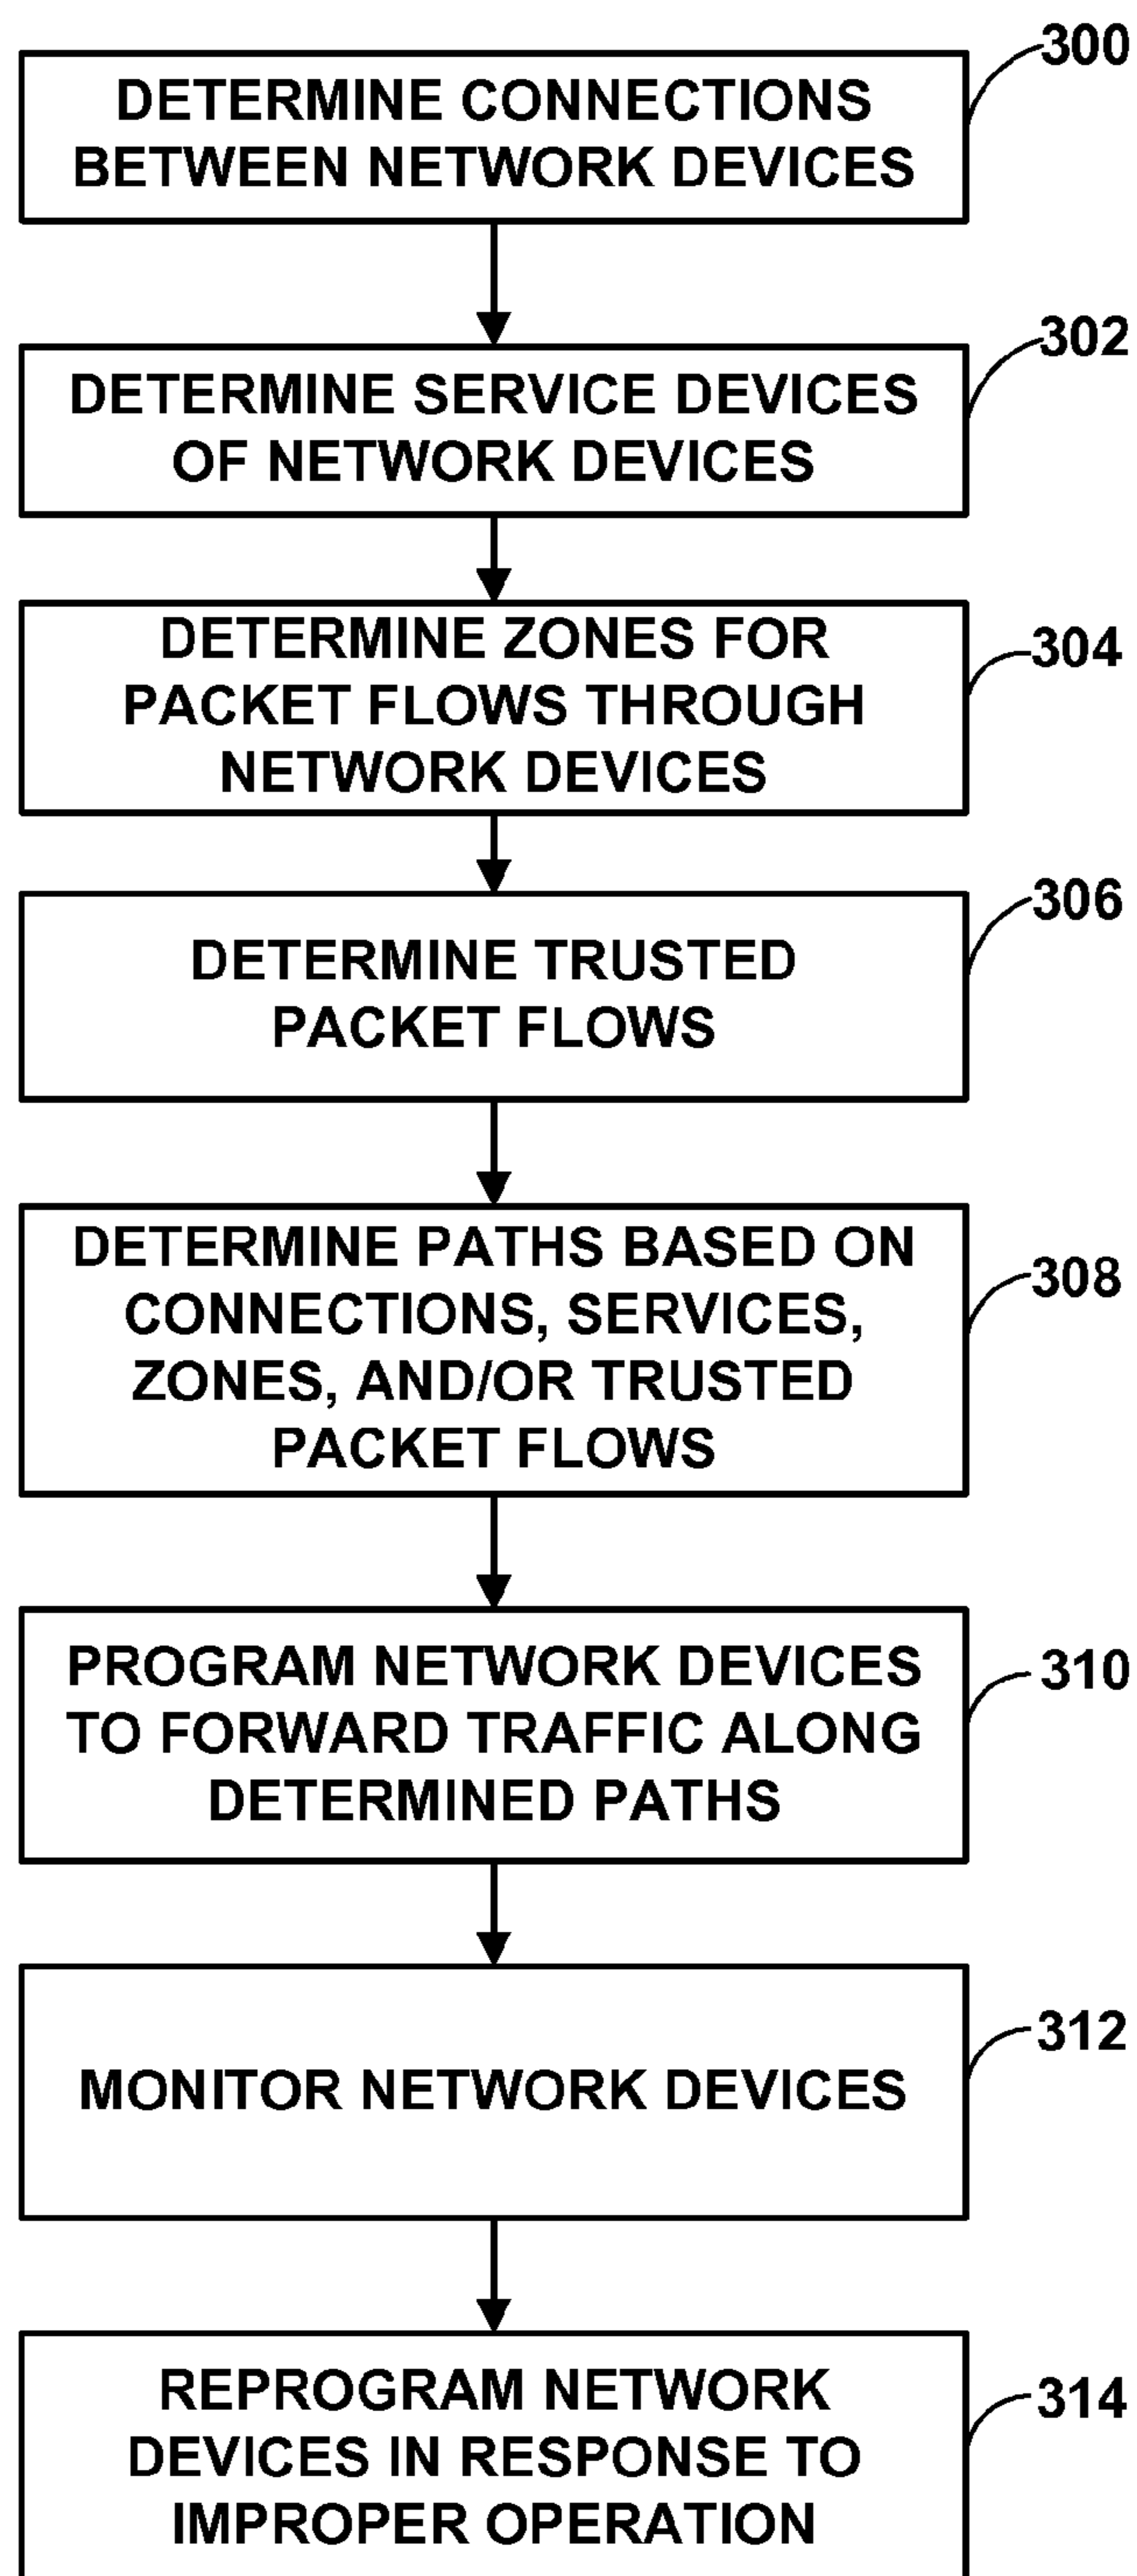 300
DETERMINE CONNECTIONS
BETWEEN NETWORK DEVICES
302
DETERMINE SERVICE DEVICES
OF NETWORK DEVICES
304
DETERMINE ZONES FOR
PACKET FLOWS THROUGH
NETWORK DEVICES
306
DETERMINE TRUSTED
PACKET FLOWS
308
DETERMINE PATHS BASED ON
CONNECTIONS, SERVICES,
ZONES, AND/OR TRUSTED
PACKET FLOWS
310
PROGRAM NETWORK DEVICES
TO FORWARD TRAFFIC ALONG
DETERMINED PATHS
312
MONITOR NETWORK DEVICES
314
REPROGRAM NETWORK
DEVICES IN RESPONSE TO
IMPROPER OPERATION